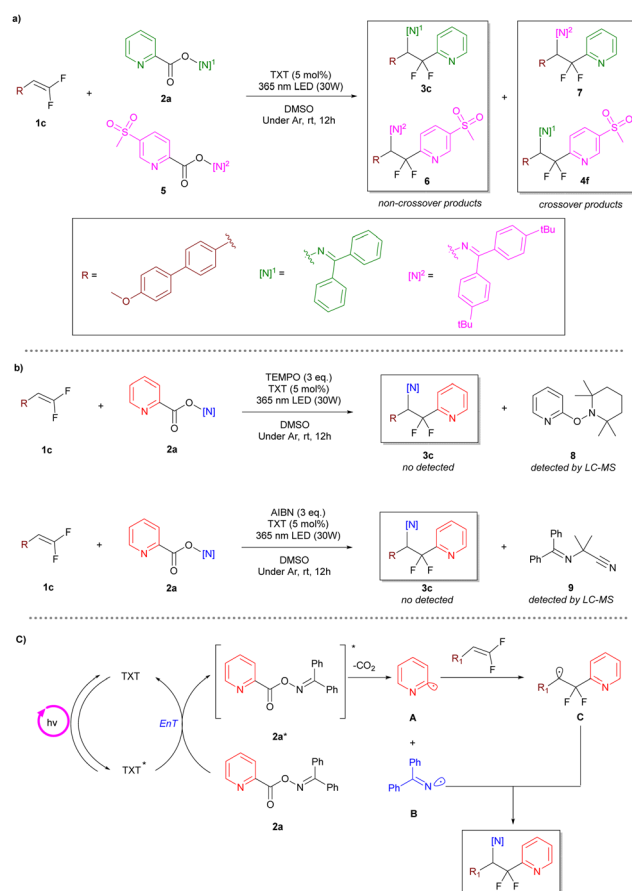 a)
[N]¹
O
[N]¹
O
2a
R
F
F
1c
+
O
S
O
N
O
O
[N]²
5
TXT (5 mol%)
365 nm LED (30W)
DMSO
Under Ar, rt, 12h
[N]¹
R
F F
N
3c
[N]²
R
F F
N
O
S
O
6
non-crossover products
+
[N]²
R
F F
N
7
[N]¹
R
F F
N
O
S
O
4f
crossover products
R =
O
[N]¹ =
N
[N]² =
N
tBu
tBu
b)
R
F
F
1c
+
N
O
O
[N]
2a
TEMPO (3 eq.)
TXT (5 mol%)
365 nm LED (30W)
DMSO
Under Ar, 12h
[N]
R
F F
N
3c
no detected
+
N
O
N
8
detected by LC-MS
R
F
F
1c
+
N
O
O
[N]
2a
AIBN (3 eq.)
TXT (5 mol%)
365 nm LED (30W)
DMSO
Under Ar, rt, 12h
[N]
R
F F
N
3c
no detected
+
Ph
Ph
N
N
9
detected by LC-MS
C)
hν
TXT
TXT*
EnT
N
O
O
N
Ph
Ph
*
2a*
N
O
O
N
Ph
Ph
2a
-CO₂
N
A
+
Ph
Ph
N
B
R₁
F
F
R₁
F F
N
C
[N]
R₁
F F
N